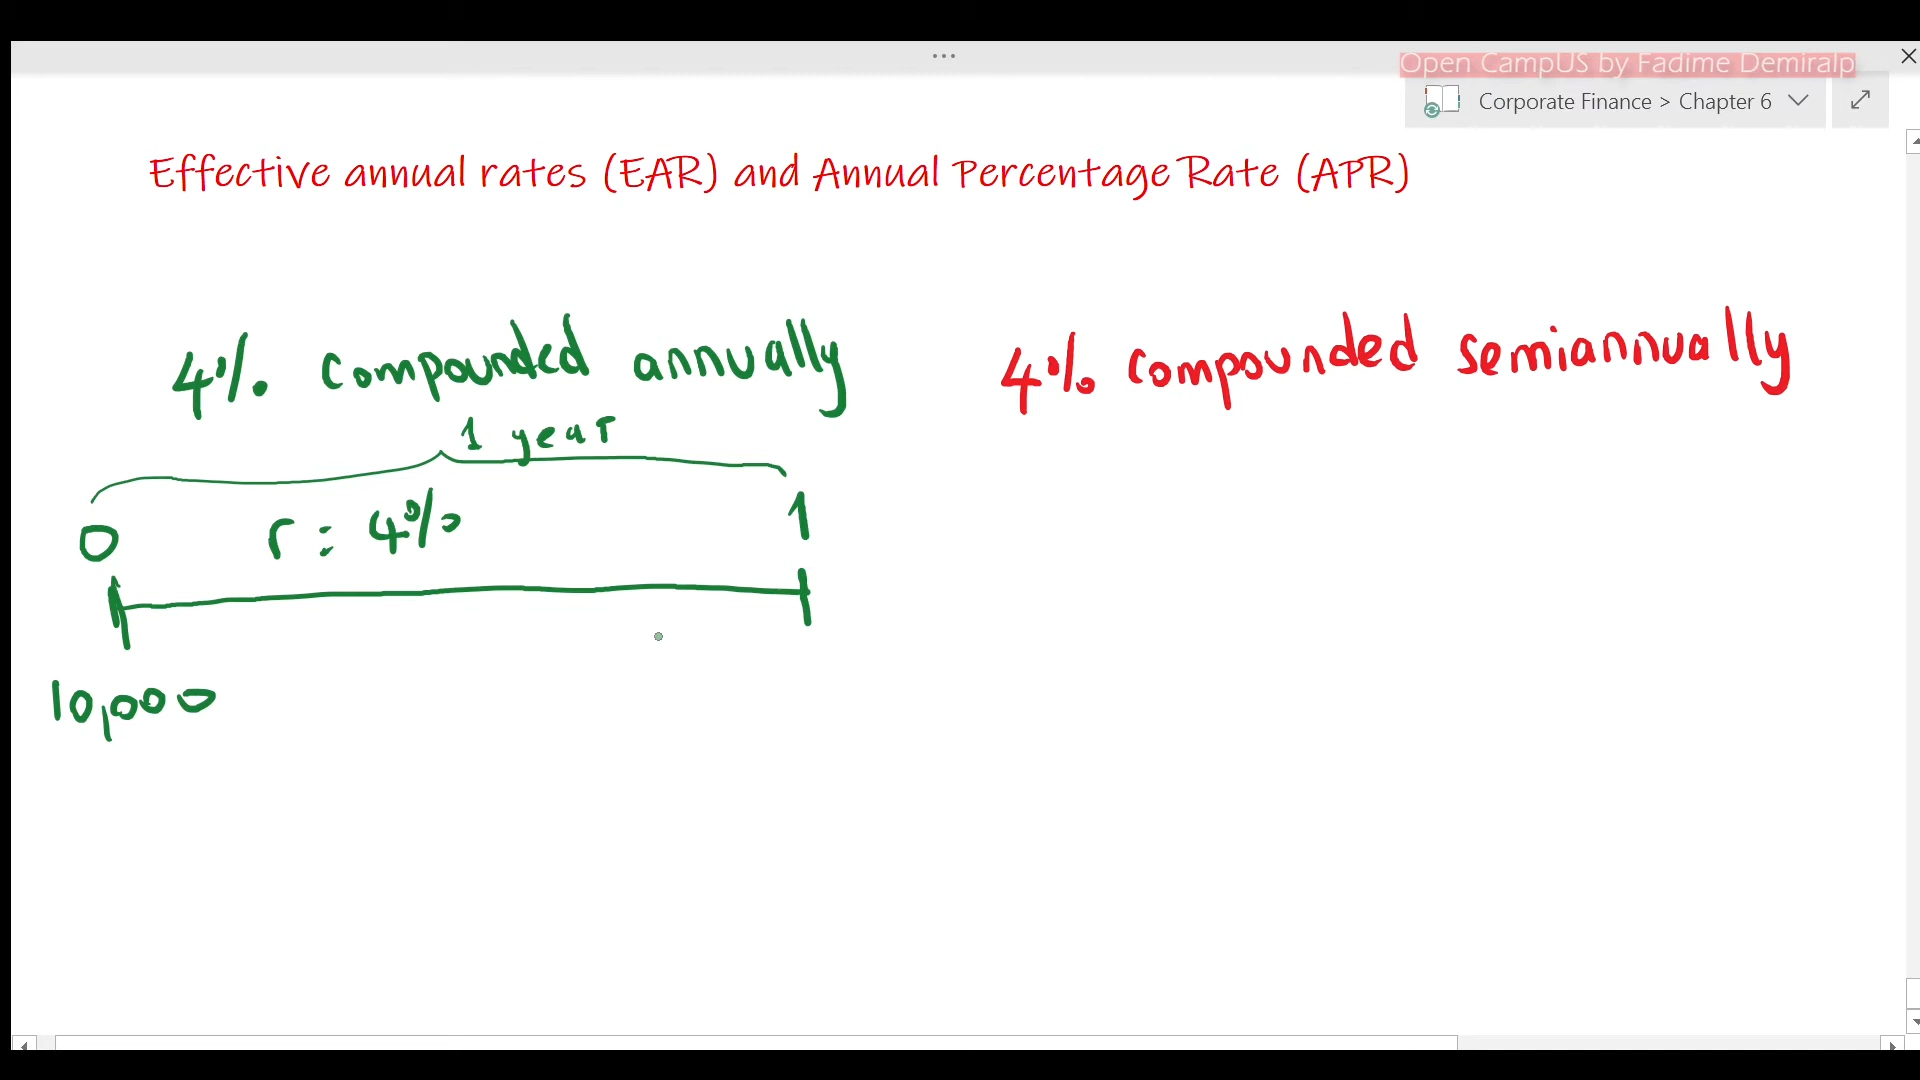 Open CampUS by Fadime Demiralp
Corporate Finance > Chapter 6
Effective annual rates (EAR) and Annual Percentage Rate (APR)
4% compounded annually
4% compounded semiannually
1 year
0 r = 4% 1
10,000